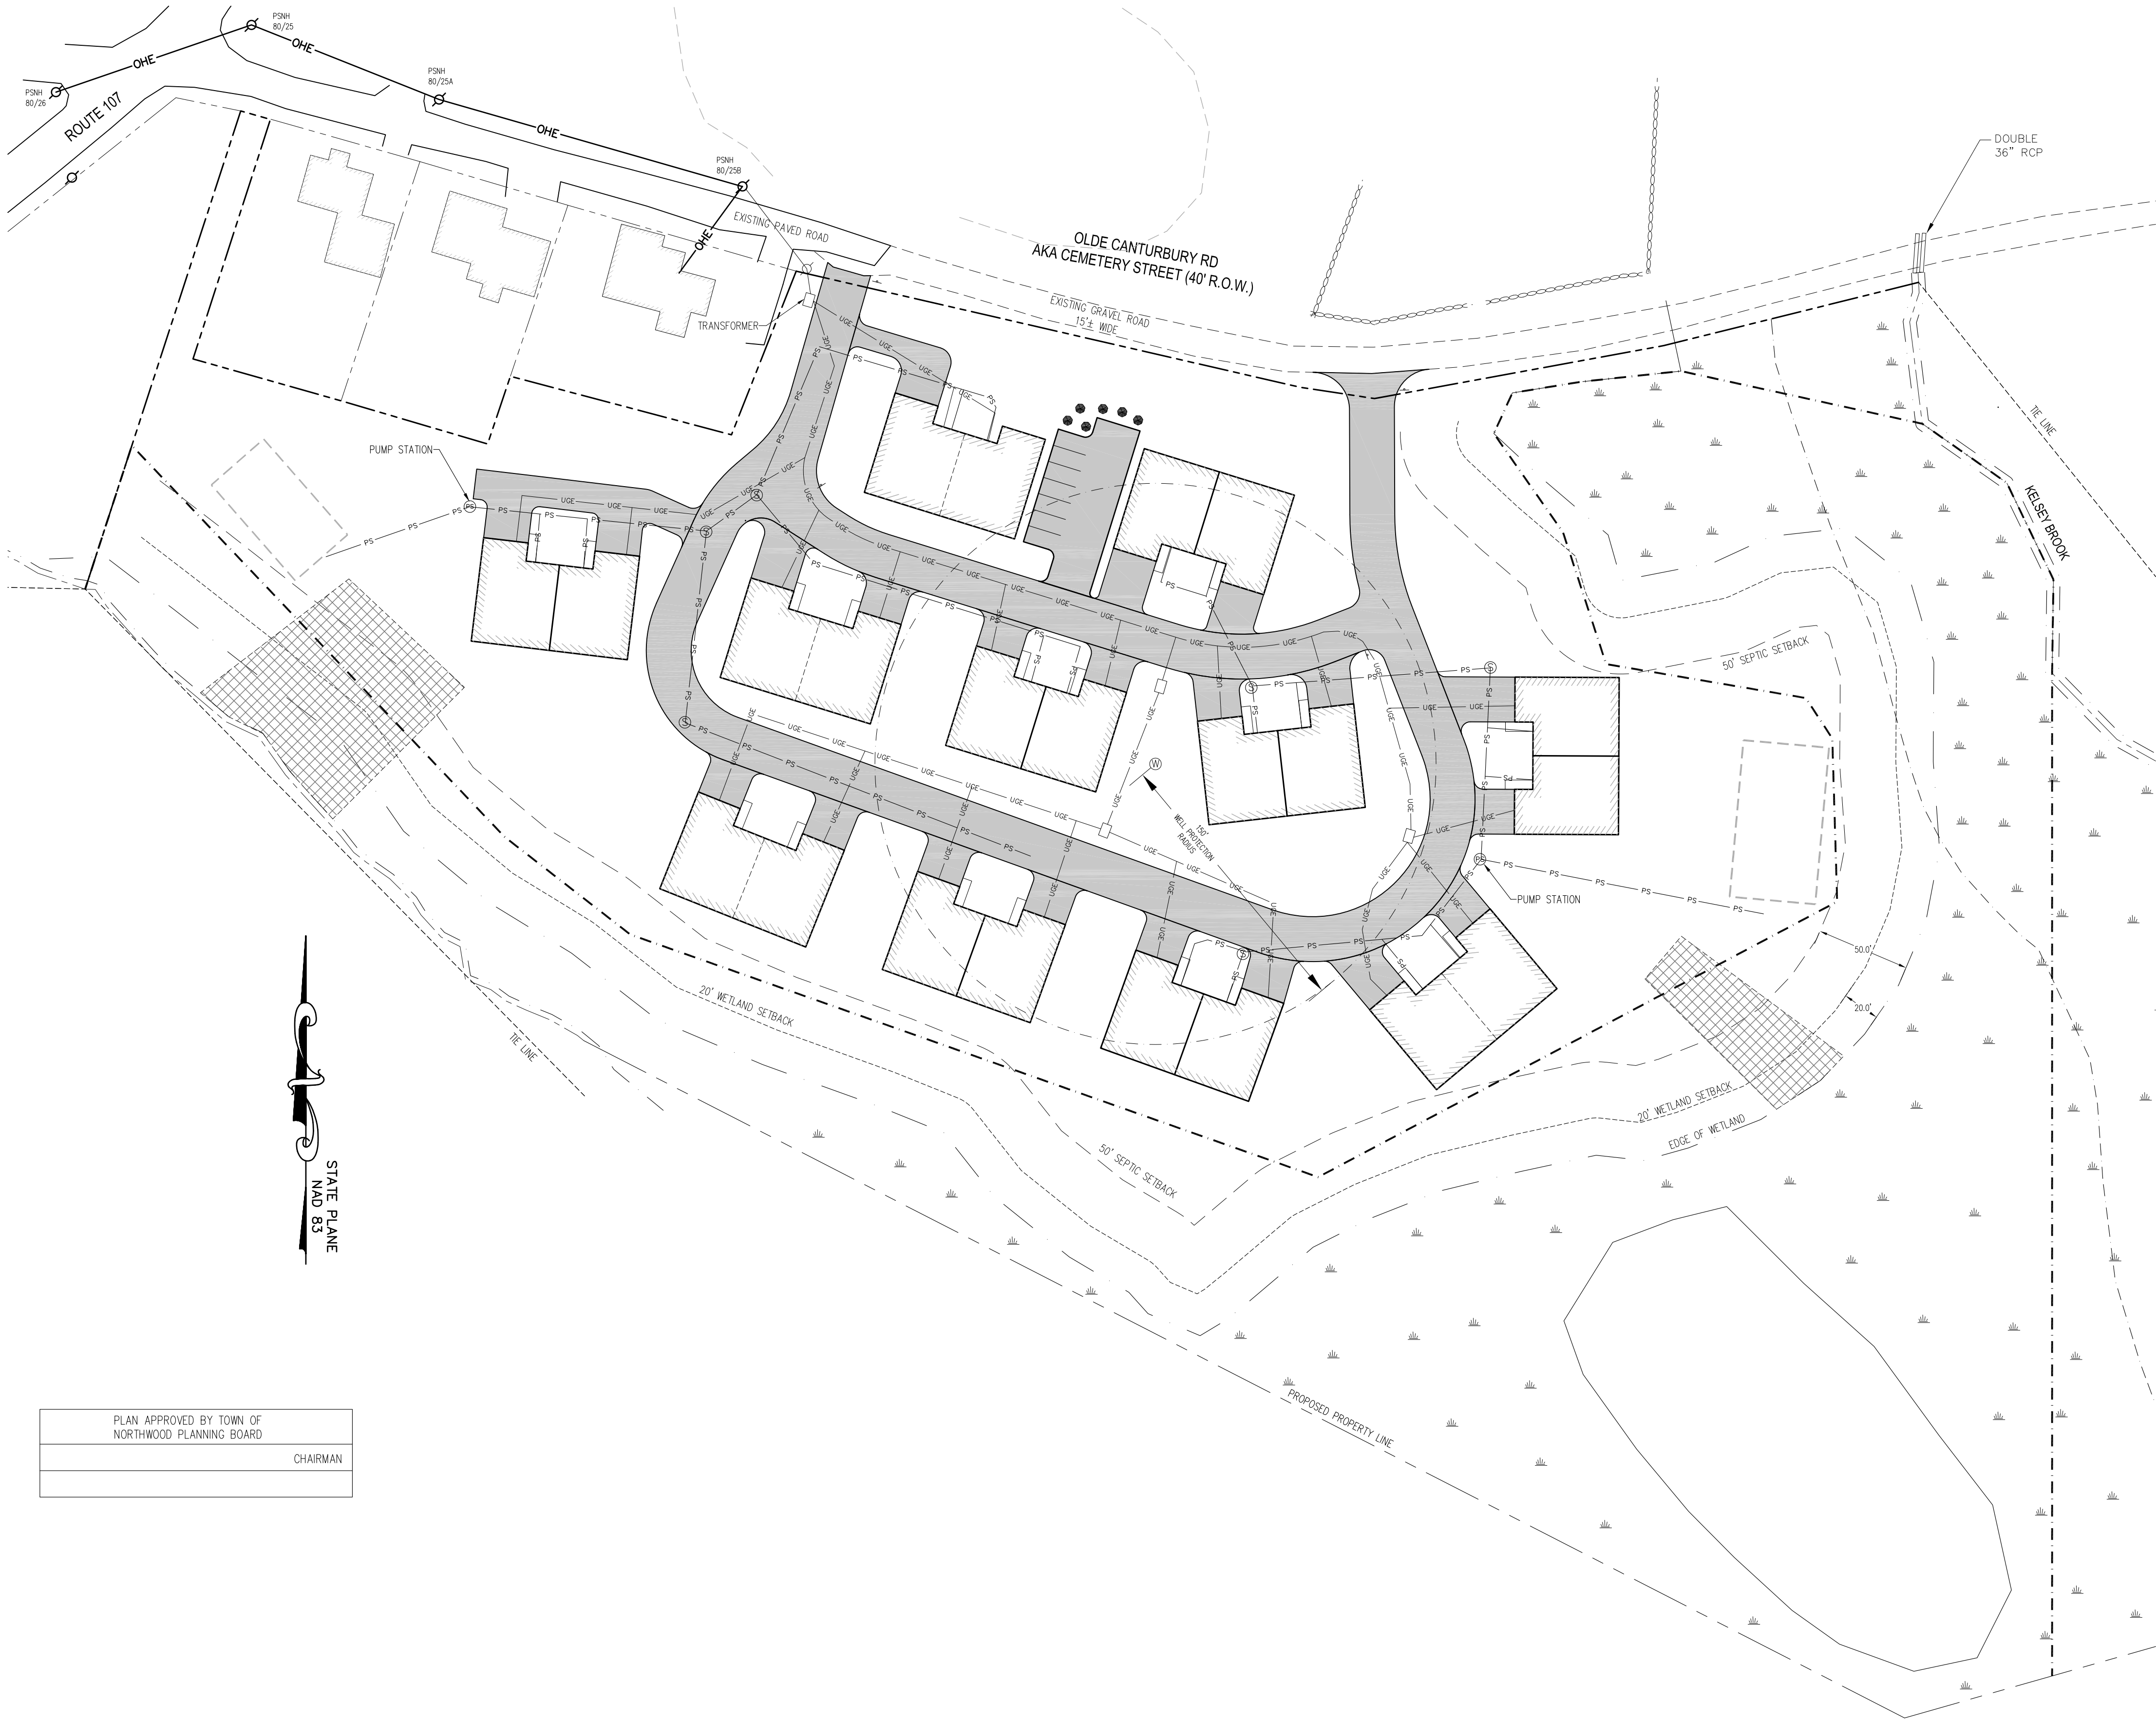 PSNH
80/25
OHE
OHE
PSNH
80/26
PSNH
80/25A
ROUTE 107
OHE
PSNH
80/25B
OHE
EXISTING PAVED ROAD
DOUBLE
36" RCP
OLDE CANTURBURY RD
AKA CEMETERY STREET (40' R.O.W.)
EXISTING GRAVEL ROAD
15'± WIDE
TRANSFORMER
TIE LINE
PUMP STATION
KELSEY BROOK
50' SEPTIC SETBACK
W
150'
WELL PROTECTION
RADIUS
PUMP STATION
50.0'
20.0'
20' WETLAND SETBACK
TIE LINE
20' WETLAND SETBACK
EDGE OF WETLAND
50' SEPTIC SETBACK
STATE PLANE
NAD 83
PROPOSED PROPERTY LINE
PLAN APPROVED BY TOWN OF
NORTHWOOD PLANNING BOARD
CHAIRMAN
UGE
PS
S